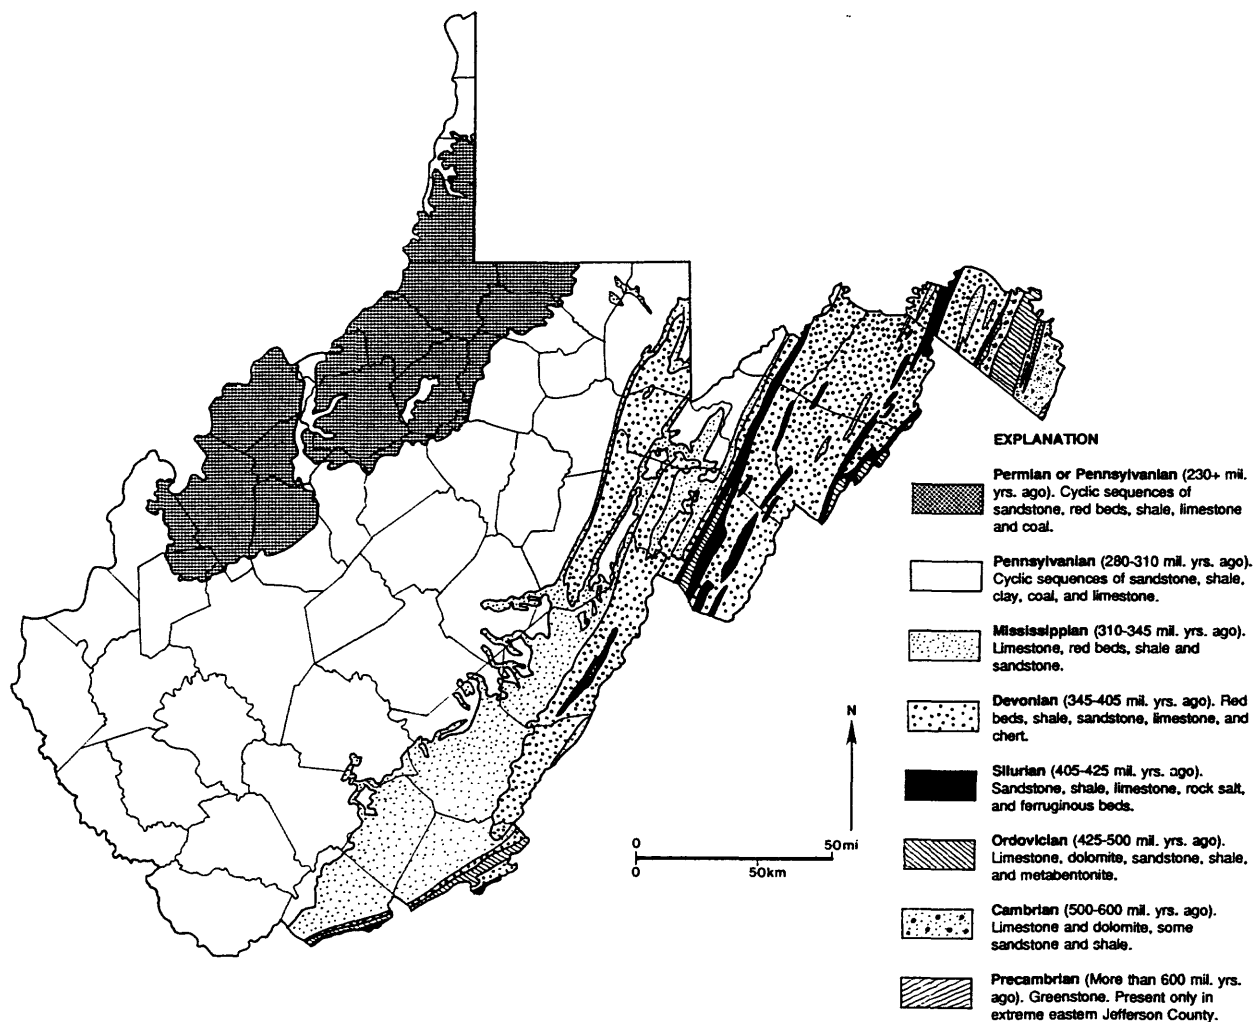 EXPLANATION
Permian or Pennsylvanian (230+ mil.
yrs. ago). Cyclic sequences of
sandstone, red beds, shale, limestone
and coal.
Pennsylvanian (280-310 mil. yrs. ago).
Cyclic sequences of sandstone, shale,
clay, coal, and limestone.
Mississippian (310-345 mil. yrs. ago).
Limestone, red beds, shale and
sandstone.
Devonian (345-405 mil. yrs. ago). Red
beds, shale, sandstone, limestone, and
chert.
Silurian (405-425 mil. yrs. ago).
Sandstone, shale, limestone, rock salt,
and ferruginous beds.
Ordovician (425-500 mil. yrs. ago).
Limestone, dolomite, sandstone, shale,
and metabentonite.
Cambrian (500-600 mil. yrs. ago).
Limestone and dolomite, some
sandstone and shale.
Precambrian (More than 600 mil. yrs.
ago). Greenstone. Present only in
extreme eastern Jefferson County.
N
0 50mi
0 50km